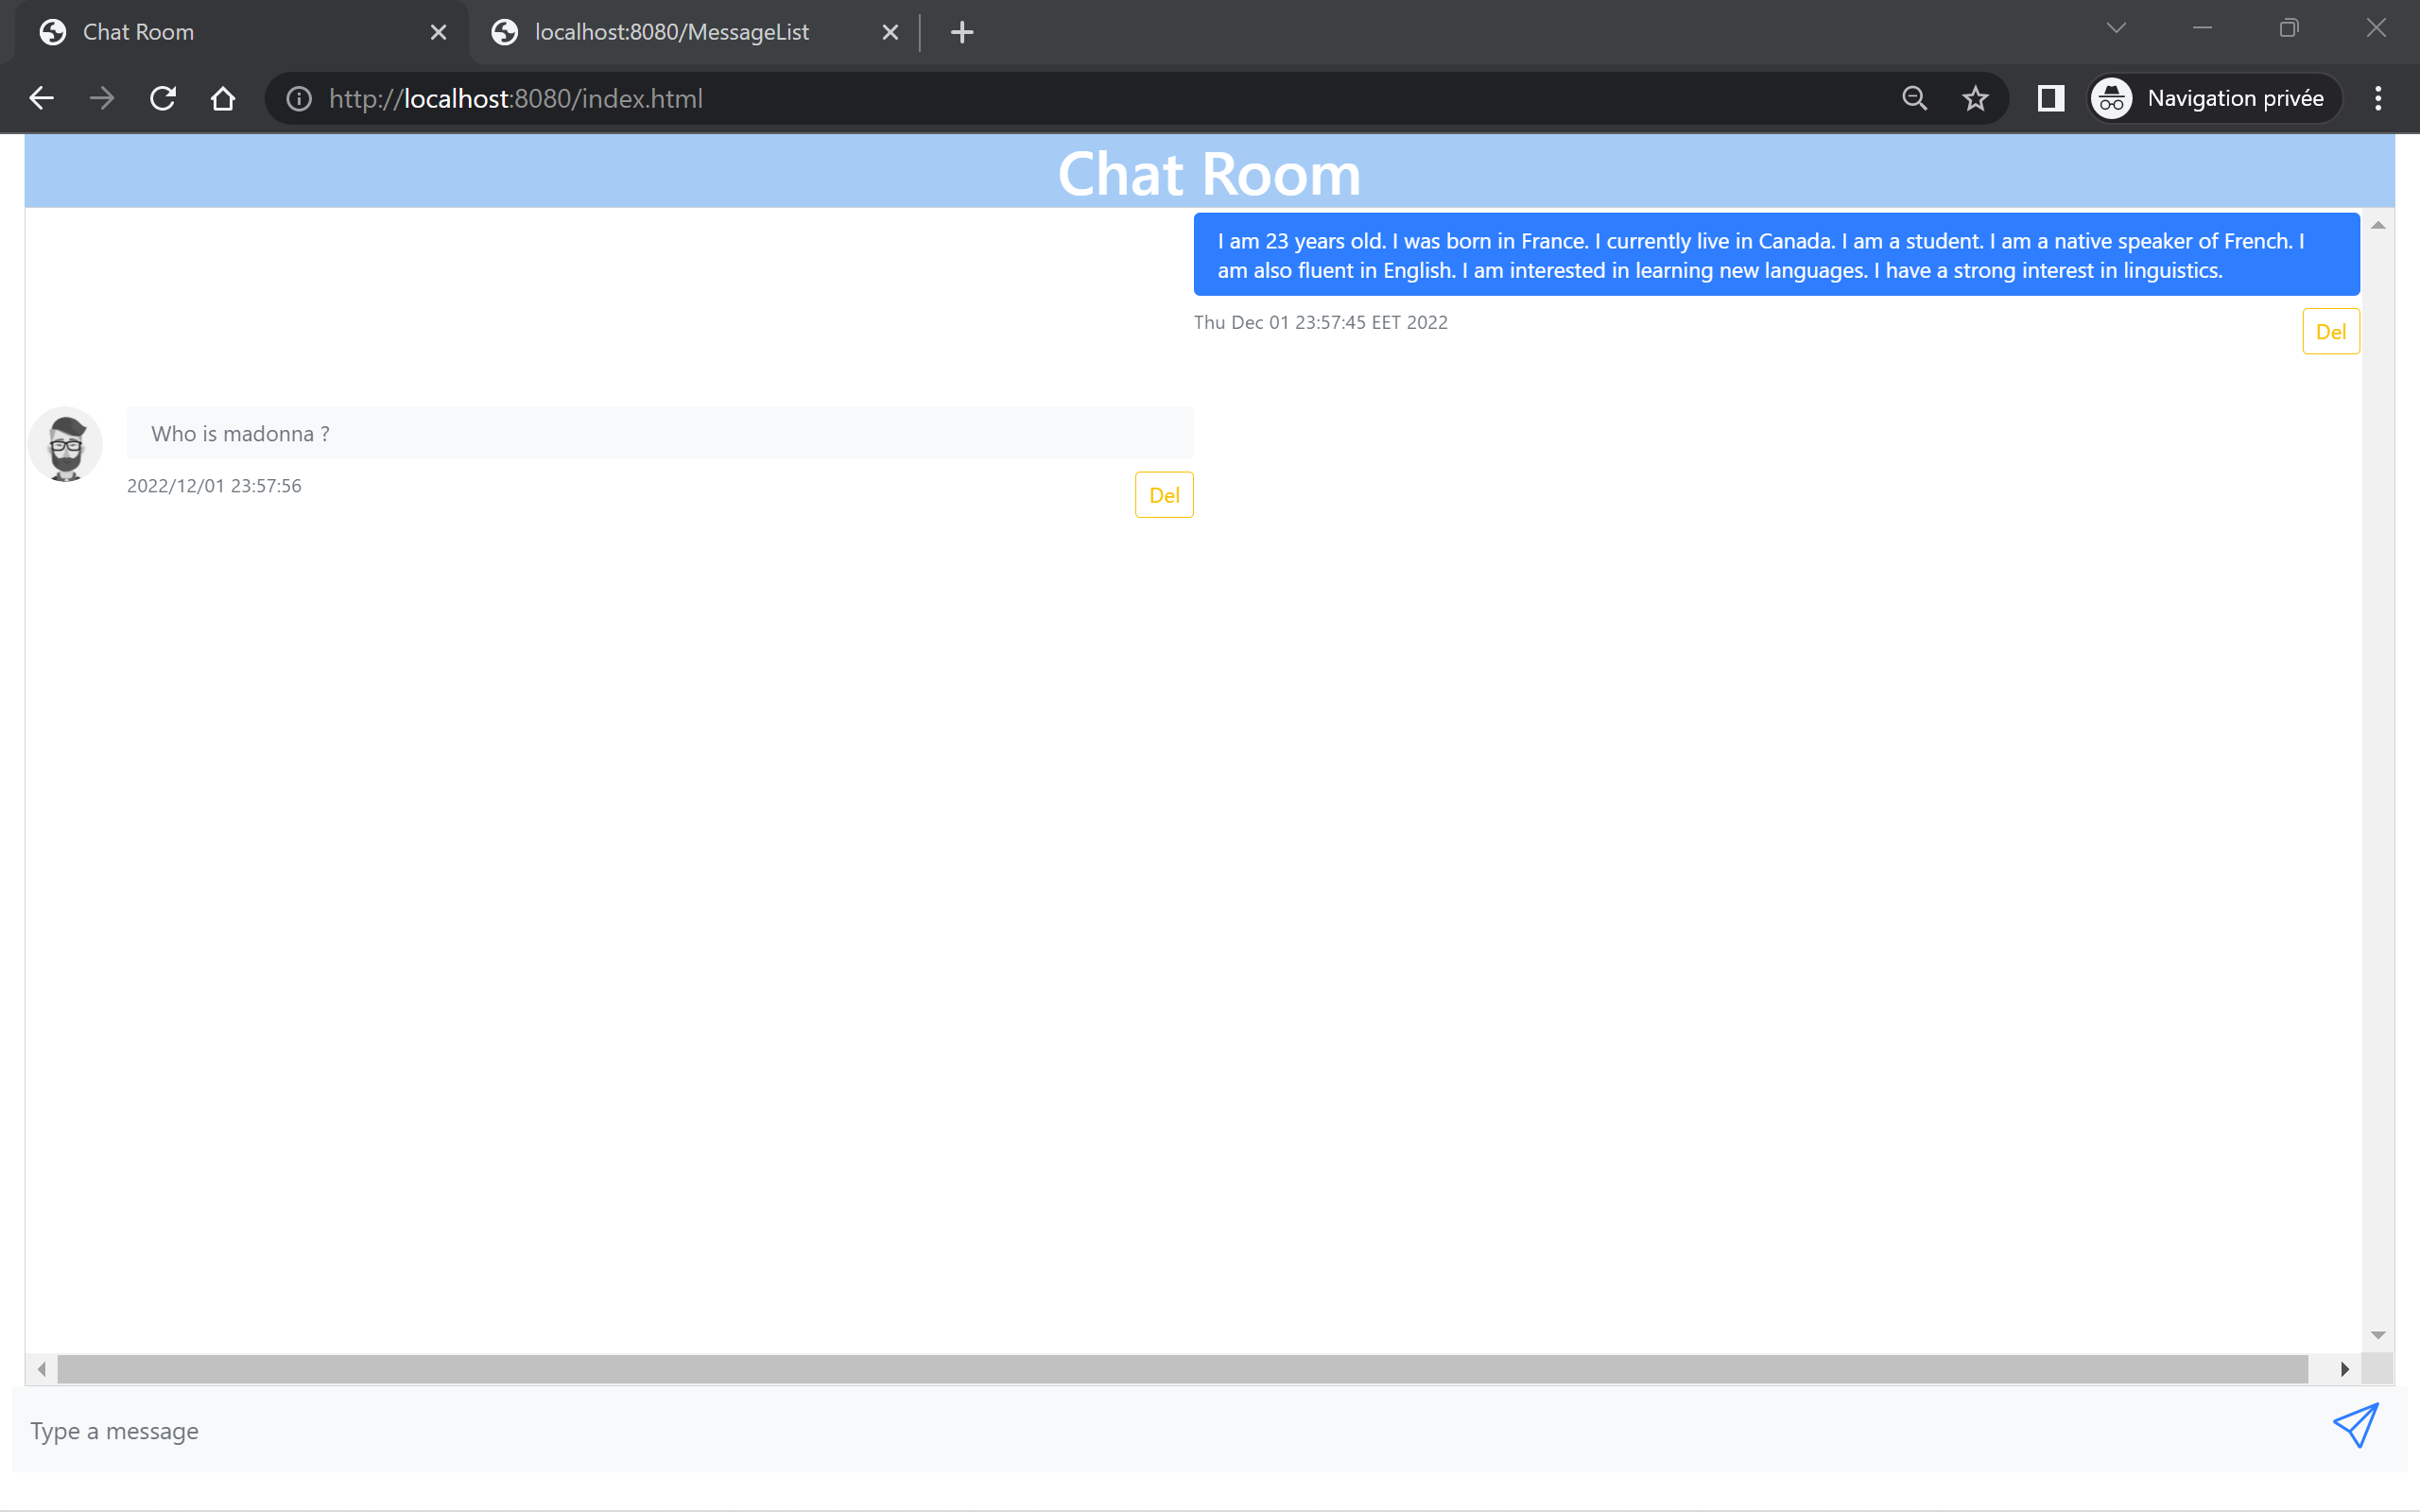 Chat Room
localhost:8080/MessageList
http://localhost:8080/index.html
Navigation privée
Chat Room
I am 23 years old. I was born in France. I currently live in Canada. I am a student. I am a native speaker of French. I
am also fluent in English. I am interested in learning new languages. I have a strong interest in linguistics.
Thu Dec 01 23:57:45 EET 2022
Del
Who is madonna ?
2022/12/01 23:57:56
Del
Type a message